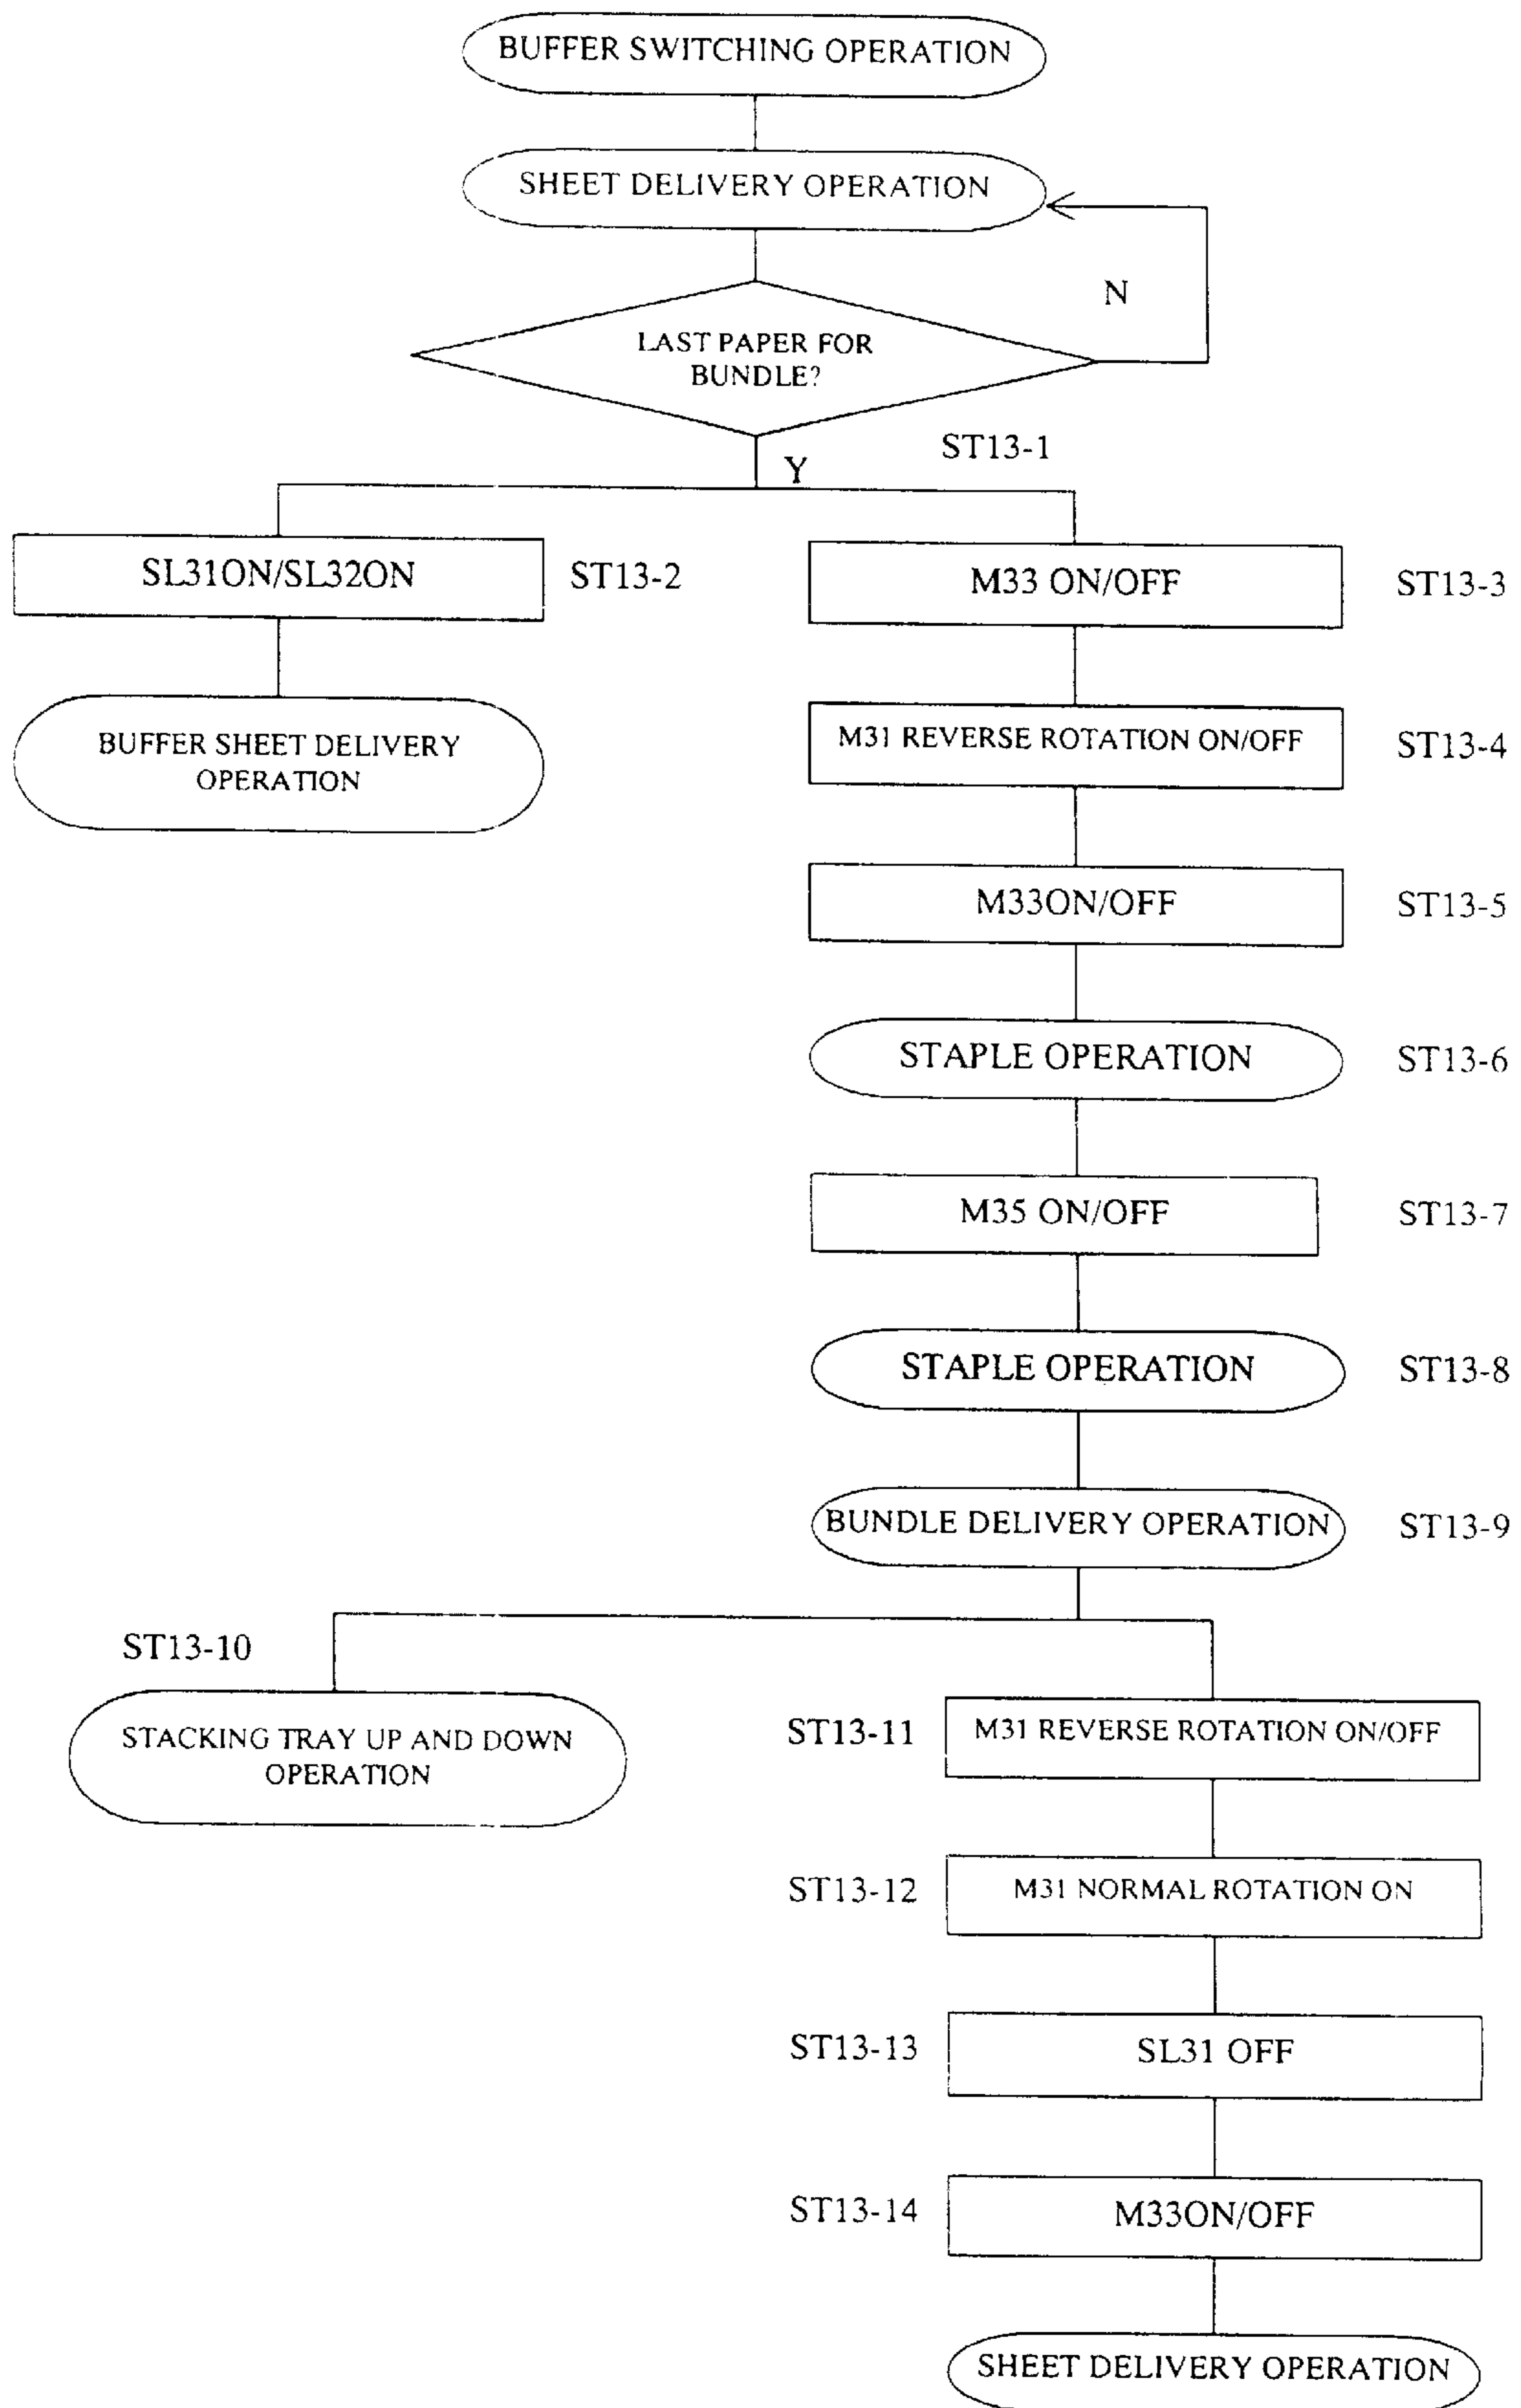 BUFFER SWITCHING OPERATION
SHEET DELIVERY OPERATION
N
LAST PAPER FOR
BUNDLE?
ST13-1
Y
SL31ON/SL32ON
ST13-2
M33 ON/OFF
ST13-3
BUFFER SHEET DELIVERY
OPERATION
M31 REVERSE ROTATION ON/OFF
ST13-4
M33ON/OFF
ST13-5
STAPLE OPERATION
ST13-6
M35 ON/OFF
ST13-7
STAPLE OPERATION
ST13-8
BUNDLE DELIVERY OPERATION
ST13-9
ST13-10
STACKING TRAY UP AND DOWN
OPERATION
ST13-11
M31 REVERSE ROTATION ON/OFF
ST13-12
M31 NORMAL ROTATION ON
ST13-13
SL31 OFF
ST13-14
M33ON/OFF
SHEET DELIVERY OPERATION